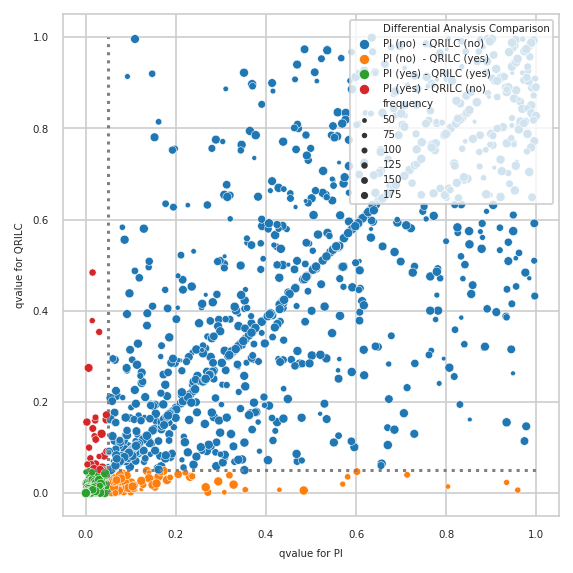 Differential Analysis Comparison
PI (no)  - QRILC (no)
PI (no)  - QRILC (yes)
PI (yes) - QRILC (yes)
PI (yes) - QRILC (no)
frequency
50
75
100
125
150
175
1.0
0.8
0.6
0.4
0.2
0.0
qvalue for QRILC
0.0 0.2 0.4 0.6 0.8 1.0
qvalue for PI